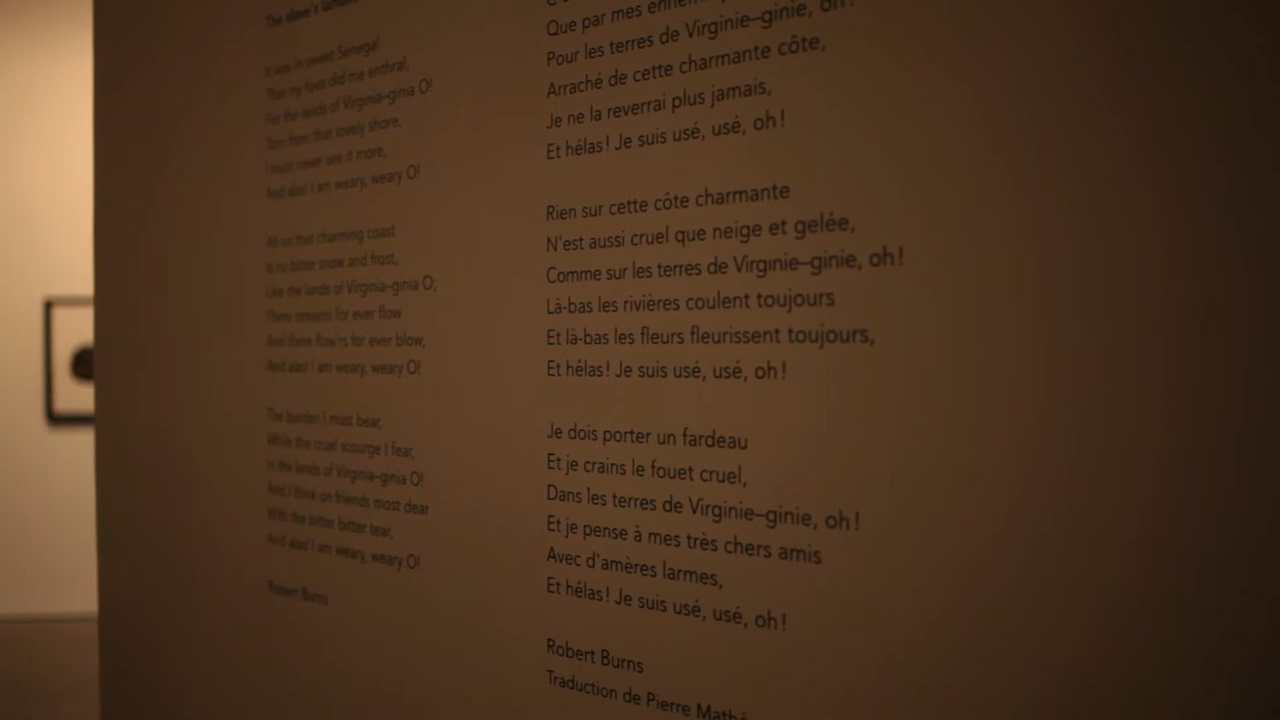 The slave's lament
It was in sweet Senegal
That my foes did me enthral,
For the lands of Virginia–ginia O!
Torn from that lovely shore,
I must never see it more,
And alas! I am weary, weary O!
All on that charming coast
Is no bitter snow and frost,
Like the lands of Virginia–ginia O;
There streams for ever flow
And there flow'rs for ever blow,
And alas! I am weary, weary O!
The burden I must bear,
While the cruel scourge I fear,
In the lands of Virginia–ginia O!
And I think on friends most dear
With the bitter bitter tear,
And alas! I am weary, weary O!
Robert Burns
Que par mes
Pour les terres de Virginie–ginie, oh!
Arraché de cette charmante côte,
Je ne la reverrai plus jamais,
Et hélas! Je suis usé, usé, oh!
Rien sur cette côte charmante
N'est aussi cruel que neige et gelée,
Comme sur les terres de Virginie–ginie, oh!
Là-bas les rivières coulent toujours
Et là-bas les fleurs fleurissent toujours,
Et hélas! Je suis usé, usé, oh!
Je dois porter un fardeau
Et je crains le fouet cruel,
Dans les terres de Virginie–ginie, oh!
Et je pense à mes très chers amis
Avec d'amères larmes,
Et hélas! Je suis usé, usé, oh!
Robert Burns
Traduction de Pierre